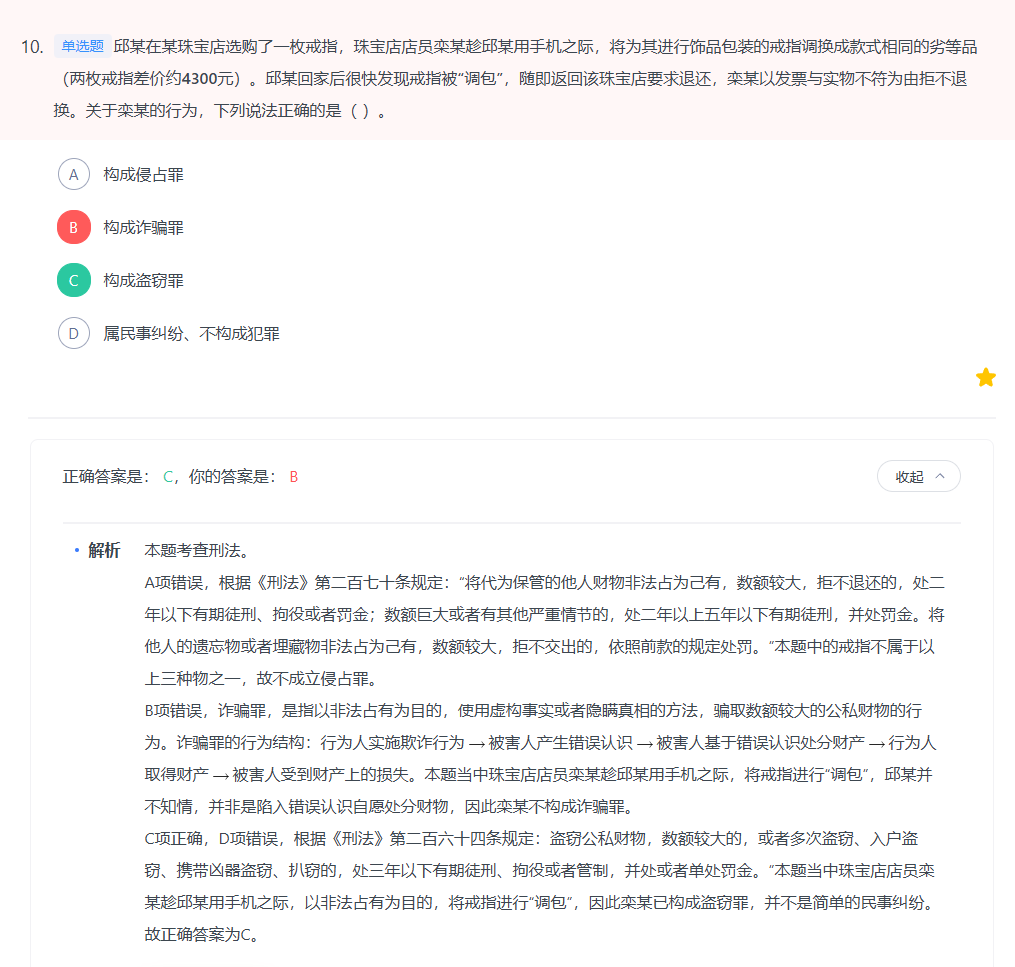 10. 单选题 邱某在某珠宝店选购了一枚戒指，珠宝店店员栾某趁邱某用手机之际，将为其进行饰品包装的戒指调换成款式相同的劣等品
（两枚戒指差价约4300元）。邱某回家后很快发现戒指被“调包”，随即返回该珠宝店要求退还，栾某以发票与实物不符为由拒不退
换。关于栾某的行为，下列说法正确的是（ ）。
A 构成侵占罪
B 构成诈骗罪
C 构成盗窃罪
D 属民事纠纷、不构成犯罪
正确答案是： C，你的答案是： B
收起
解析 本题考查刑法。
A项错误，根据《刑法》第二百七十条规定：“将代为保管的他人财物非法占为己有，数额较大，拒不退还的，处二
年以下有期徒刑、拘役或者罚金；数额巨大或者有其他严重情节的，处二年以上五年以下有期徒刑，并处罚金。将
他人的遗忘物或者埋藏物非法占为己有，数额较大，拒不交出的，依照前款的规定处罚。“本题中的戒指不属于以
上三种物之一，故不成立侵占罪。
B项错误，诈骗罪，是指以非法占有为目的，使用虚构事实或者隐瞒真相的方法，骗取数额较大的公私财物的行
为。诈骗罪的行为结构：行为人实施欺诈行为 → 被害人产生错误认识 → 被害人基于错误认识处分财产 → 行为人
取得财产 → 被害人受到财产上的损失。本题当中珠宝店店员栾某趁邱某用手机之际，将戒指进行“调包”，邱某并
不知情，并非是陷入错误认识自愿处分财物，因此栾某不构成诈骗罪。
C项正确，D项错误，根据《刑法》第二百六十四条规定：盗窃公私财物，数额较大的，或者多次盗窃、入户盗
窃、携带凶器盗窃、扒窃的，处三年以下有期徒刑、拘役或者管制，并处或者单处罚金。“本题当中珠宝店店员栾
某趁邱某用手机之际，以非法占有为目的，将戒指进行“调包”，因此栾某已构成盗窃罪，并不是简单的民事纠纷。
故正确答案为C。